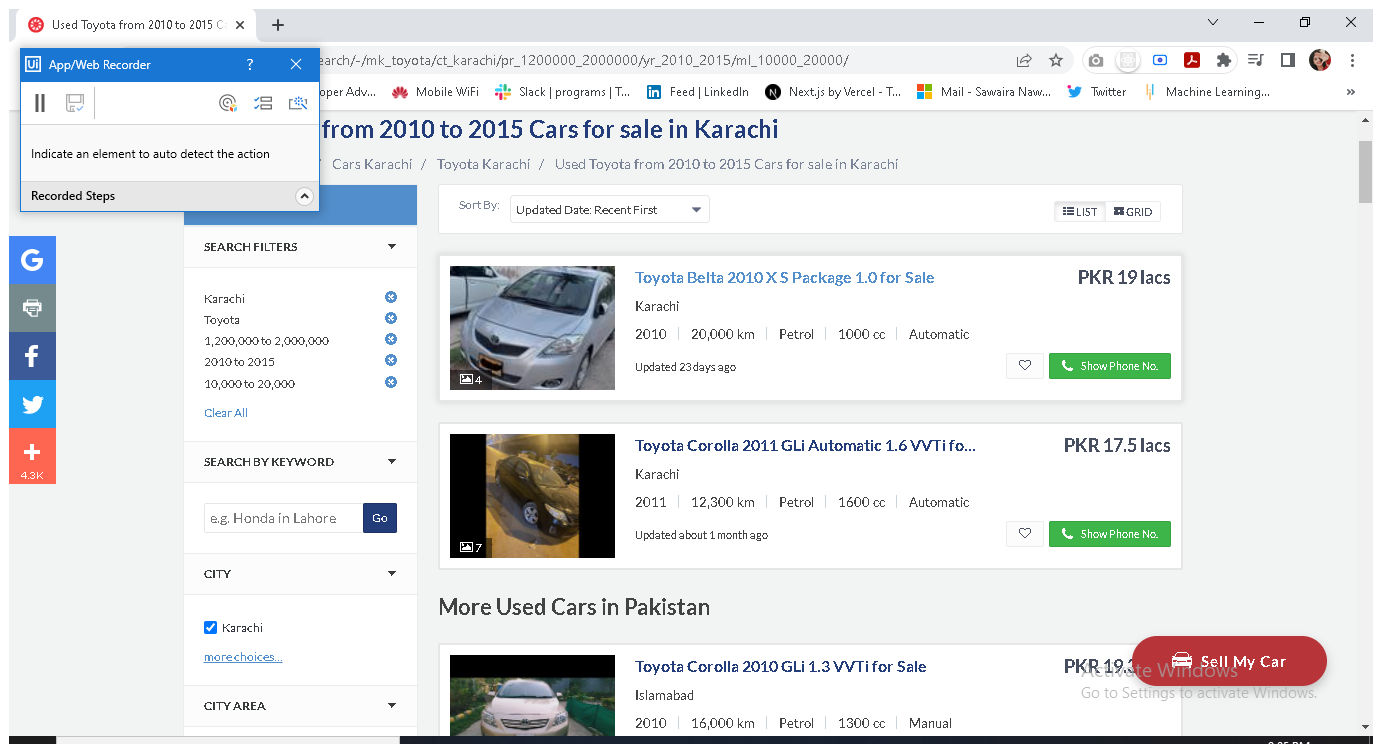 Used Toyota from 2010 to 2015 C
App/Web Recorder ?
earch/-/mk_toyota/ct_karachi/pr_1200000_2000000/yr_2010_2015/ml_10000_20000/
oper Adv... Mobile WiFi Slack | programs | T... Feed | LinkedIn Next.js by Vercel - T... Mail - Sawaira Naw... Twitter Machine Learning... »
Indicate an element to auto detect the action
Recorded Steps
from 2010 to 2015 Cars for sale in Karachi
/ Cars Karachi / Toyota Karachi / Used Toyota from 2010 to 2015 Cars for sale in Karachi
Sort By: Updated Date: Recent First LIST GRID
G
4.3K
SEARCH FILTERS
Karachi
Toyota
1,200,000 to 2,000,000
2010 to 2015
10,000 to 20,000
Clear All
SEARCH BY KEYWORD
e.g. Honda in Lahore Go
CITY
Karachi
more choices...
CITY AREA
Toyota Belta 2010 X S Package 1.0 for Sale PKR 19 lacs
Karachi
2010 20,000 km Petrol 1000 cc Automatic
Updated 23 days ago Show Phone No.
4
Toyota Corolla 2011 GLi Automatic 1.6 VVTi fo... PKR 17.5 lacs
Karachi
2011 12,300 km Petrol 1600 cc Automatic
Updated about 1 month ago Show Phone No.
7
More Used Cars in Pakistan
Toyota Corolla 2010 GLi 1.3 VVTi for Sale PKR 19.
Islamabad
2010 16,000 km Petrol 1300 cc Manual
Sell My Car
Activate Windows
Go to Settings to activate Windows.